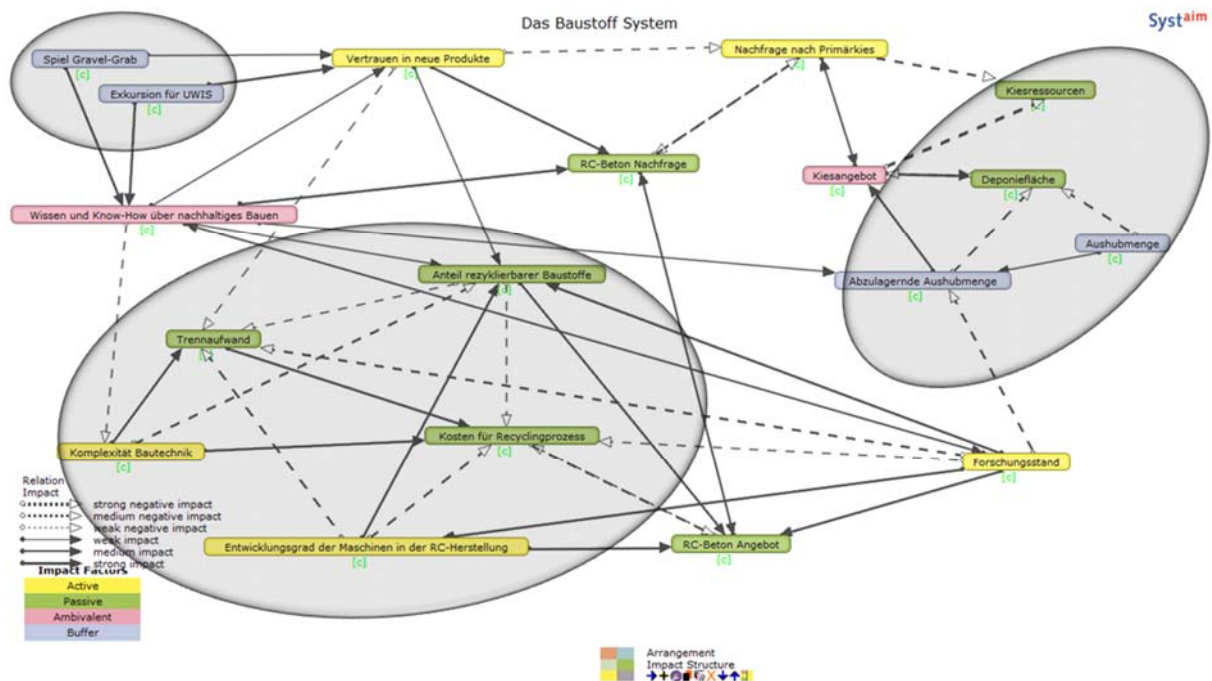 Das Baustoff System
Systaim
Spiel Gravel-Grab
[c]
Exkursion für UWIS
[c]
Vertrauen in neue Produkte
[c]
Nachfrage nach Primärkies
[c]
Kiesressourcen
[c]
RC-Beton Nachfrage
[c]
Kiesangebot
[c]
Deponiefläche
[c]
Wissen und Know-How über nachhaltiges Bauen
[c]
Aushubmenge
[c]
Anteil rezyklierbarer Baustoffe
[c]
Abzulagernde Aushubmenge
[c]
Trennaufwand
[c]
Kosten für Recyclingprozess
[c]
Komplexität Bautechnik
[c]
Forschungsstand
[c]
Entwicklungsgrad der Maschinen in der RC-Herstellung
[c]
RC-Beton Angebot
[c]
Relation
Impact
strong negative impact
medium negative impact
weak negative impact
weak impact
medium impact
strong impact
Impact Factors
Active
Passive
Ambivalent
Buffer
Arrangement
Impact Structure